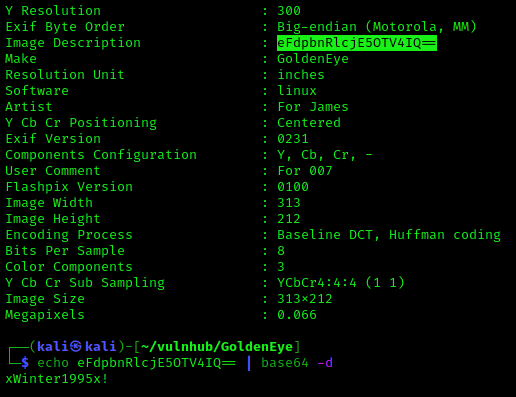 Y Resolution : 300
Exif Byte Order : Big-endian (Motorola, MM)
Image Description : eFdpbnRlcjE5OTV4IQ==
Make : GoldenEye
Resolution Unit : inches
Software : linux
Artist : For James
Y Cb Cr Positioning : Centered
Exif Version : 0231
Components Configuration : Y, Cb, Cr, -
User Comment : For 007
Flashpix Version : 0100
Image Width : 313
Image Height : 212
Encoding Process : Baseline DCT, Huffman coding
Bits Per Sample : 8
Color Components : 3
Y Cb Cr Sub Sampling : YCbCr4:4:4 (1 1)
Image Size : 313×212
Megapixels : 0.066
┌──(kali㉿kali)-[~/vulnhub/GoldenEye]
└─$ echo eFdpbnRlcjE5OTV4IQ== | base64 -d
xWinter1995x!